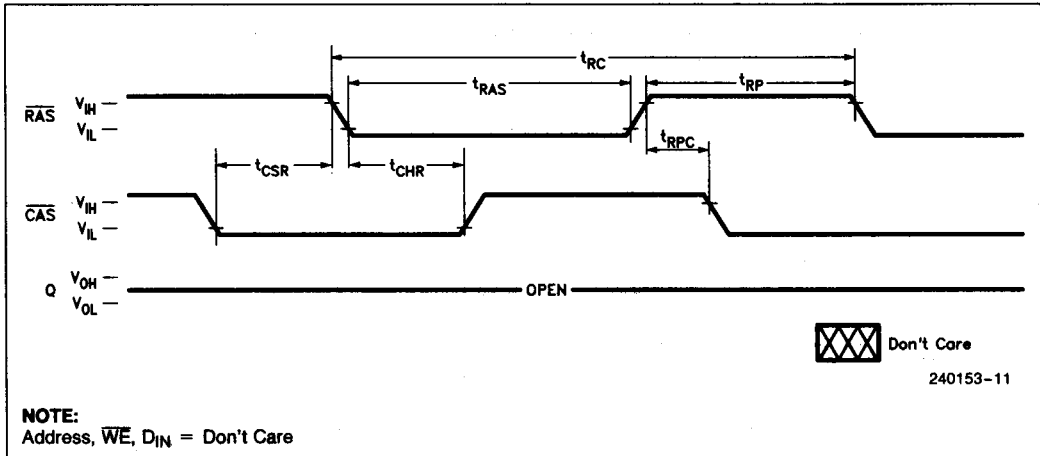 tRC
tRAS
tRP
RAS
VIH
VIL
tRPC
tCSR
tCHR
CAS
VIH
VIL
Q
VOH
VOL
OPEN
Don't Care
240153-11
NOTE:
Address, WE, DIN = Don't Care